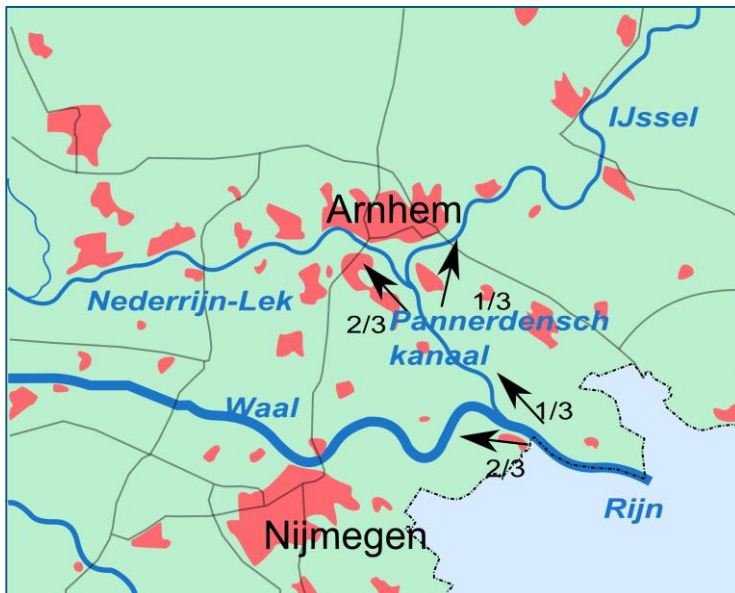 IJssel
Arnhem
Nederrijn-Lek
2/3
1/3
Pannerdensch
kanaal
Waal
1/3
2/3
Rijn
Nijmegen